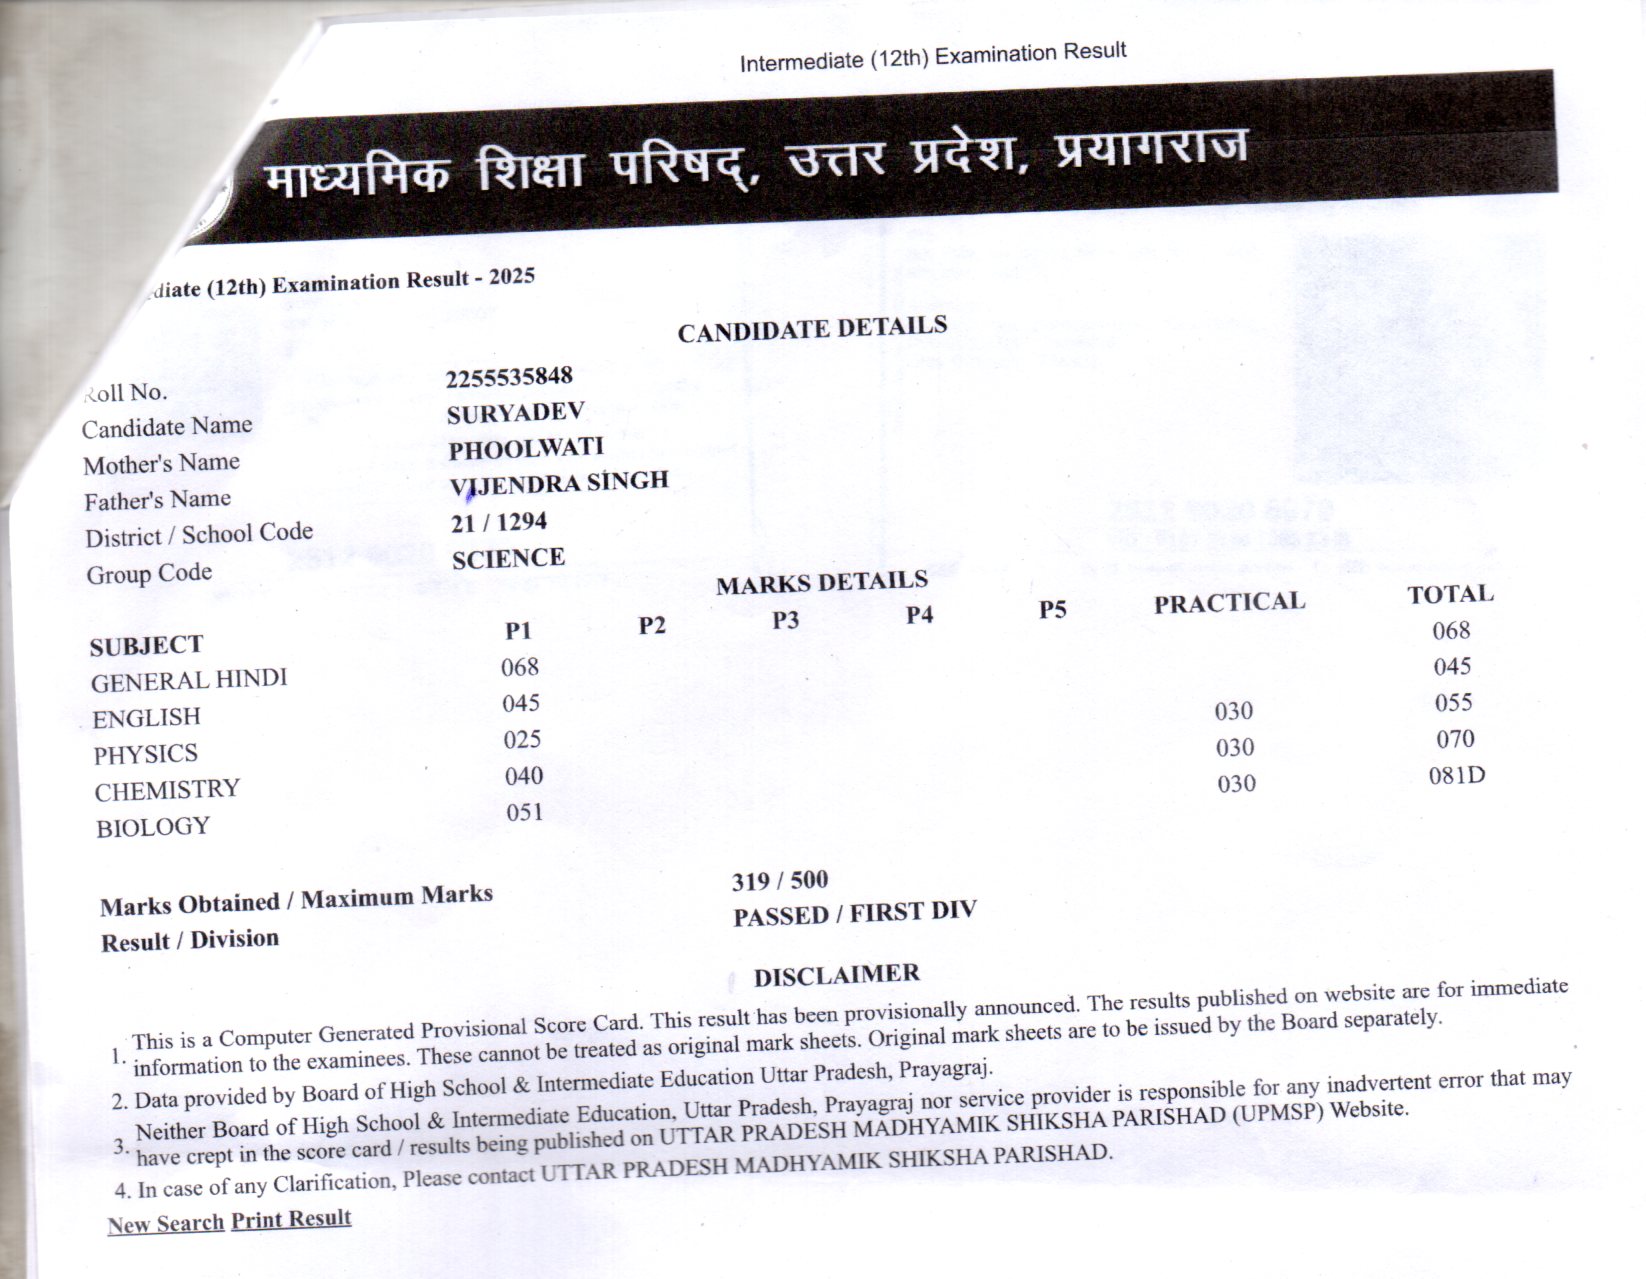 Intermediate (12th) Examination Result
माध्यमिक शिक्षा परिषद्, उत्तर प्रदेश, प्रयागराज
diate (12th) Examination Result - 2025
CANDIDATE DETAILS
Roll No. 2255535848
Candidate Name SURYADEV
Mother's Name PHOOLWATI
Father's Name VIJENDRA SINGH
District / School Code 21 / 1294
Group Code SCIENCE
MARKS DETAILS
SUBJECT P1 P2 P3 P4 P5 PRACTICAL TOTAL
GENERAL HINDI 068 068
ENGLISH 045 045
PHYSICS 025 030 055
CHEMISTRY 040 030 070
BIOLOGY 051 030 081D
Marks Obtained / Maximum Marks 319 / 500
Result / Division PASSED / FIRST DIV
DISCLAIMER
1. This is a Computer Generated Provisional Score Card. This result has been provisionally announced. The results published on website are for immediate
information to the examinees. These cannot be treated as original mark sheets. Original mark sheets are to be issued by the Board separately.
2. Data provided by Board of High School & Intermediate Education Uttar Pradesh, Prayagraj.
3. Neither Board of High School & Intermediate Education, Uttar Pradesh, Prayagraj nor service provider is responsible for any inadvertent error that may
have crept in the score card / results being published on UTTAR PRADESH MADHYAMIK SHIKSHA PARISHAD (UPMSP) Website.
4. In case of any Clarification, Please contact UTTAR PRADESH MADHYAMIK SHIKSHA PARISHAD.
New Search Print Result